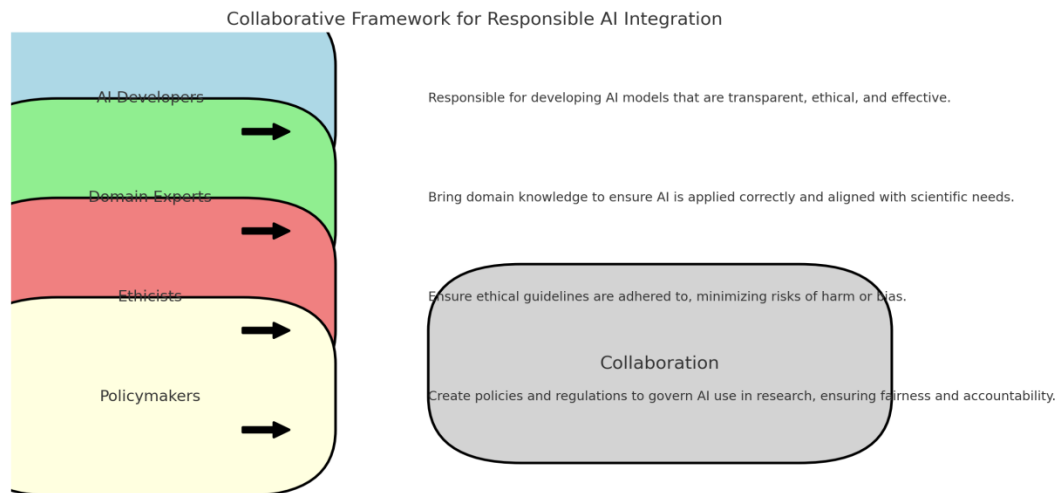 Collaborative Framework for Responsible AI Integration
AI Developers
Responsible for developing AI models that are transparent, ethical, and effective.
Domain Experts
Bring domain knowledge to ensure AI is applied correctly and aligned with scientific needs.
Ethicists
Ensure ethical guidelines are adhered to, minimizing risks of harm or bias.
Collaboration
Policymakers
Create policies and regulations to govern AI use in research, ensuring fairness and accountability.